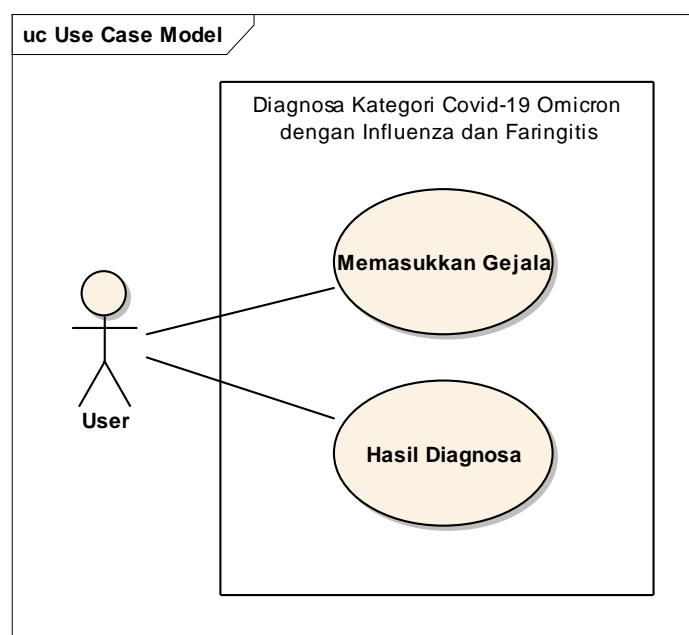 uc Use Case Model
Diagnosa Kategori Covid-19 Omicron
dengan Influenza dan Faringitis
Memasukkan Gejala
User
Hasil Diagnosa